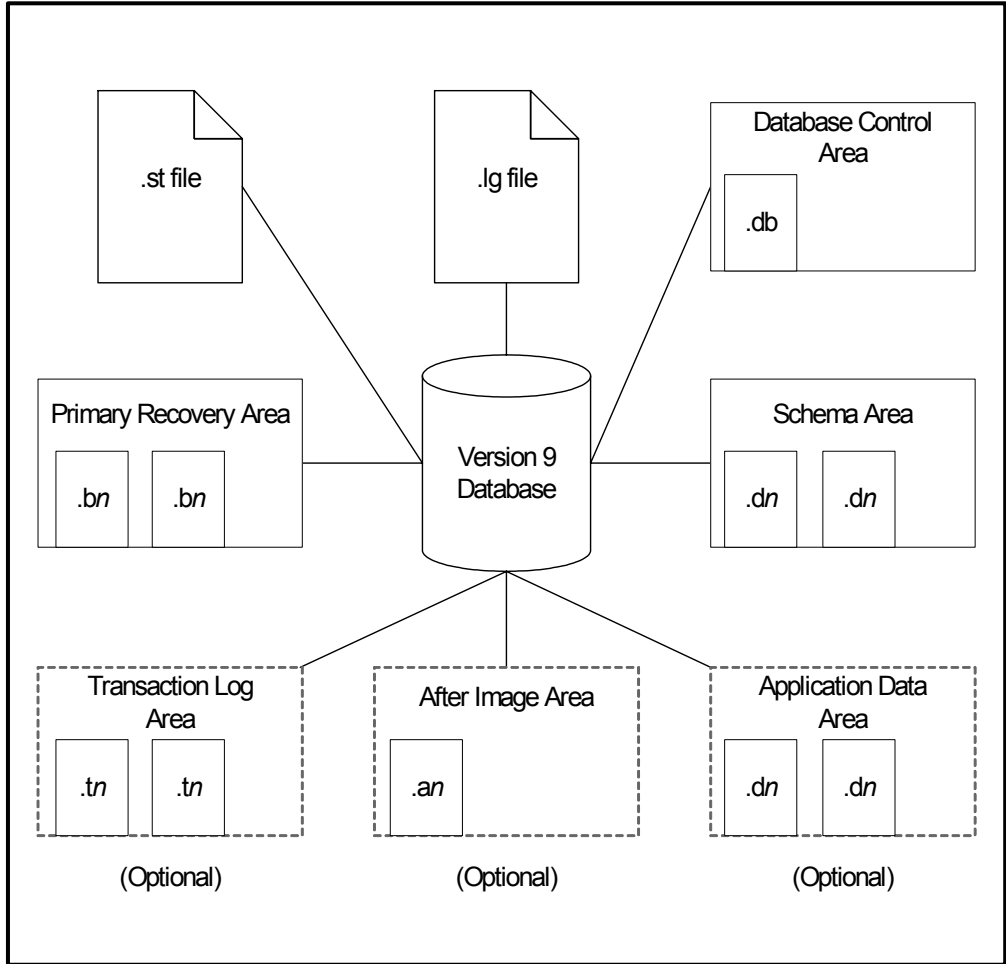 .st file
.lg file
Database Control
Area
.db
Primary Recovery Area
.bn
.bn
Version 9
Database
Schema Area
.dn
.dn
Transaction Log
Area
.tn
.tn
After Image Area
.an
Application Data
Area
.dn
.dn
(Optional)
(Optional)
(Optional)